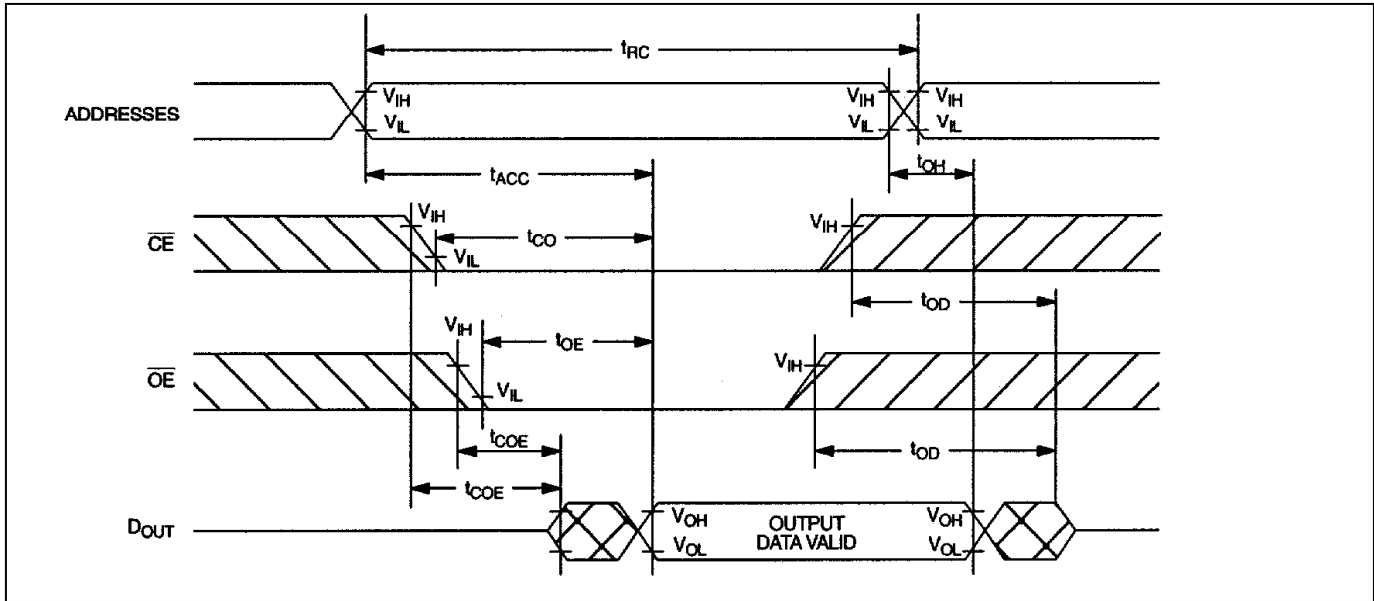 tRC
ADDRESSES
VIH VIH VIH
VIL VIL VIL
tACC tOH
CE VIH tCO VIH
VIL
tOD
OE VIH tOE VIH
VIL
tCOE tOD
tCOE
DOUT VOH OUTPUT VOH
VOL DATA VALID VOL